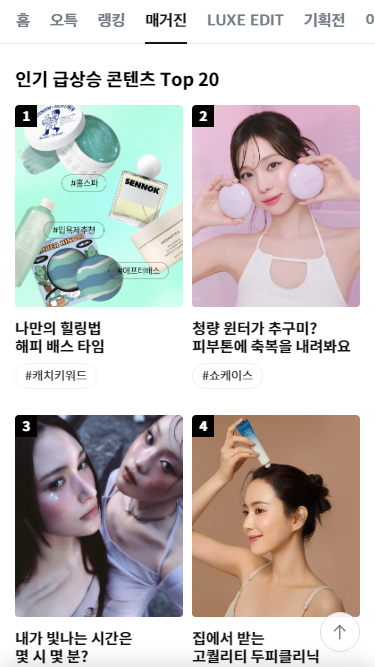 홈 오특 랭킹 매거진 LUXE EDIT 기획전
인기 급상승 콘텐츠 Top 20
1
#홈스파
SENNOK
#입욕제추천
#애프터배스
나만의 힐링법
해피 배스 타임
#캐치키워드
2
청량 윈터가 추구미?
피부톤에 축복을 내려봐요
#쇼케이스
3
내가 빛나는 시간은
몇 시 몇 분?
4
집에서 받는
고퀄리티 두피클리닉